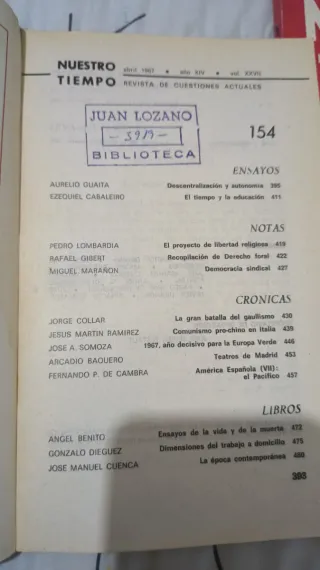 NUESTRO abril 1967 • año XIV • vol. XXVII
TIEMPO REVISTA DE CUESTIONES ACTUALES
JUAN LOZANO
- 3919 -
BIBLIOTECA
154
ENSAYOS
AURELIO GUAITA Descentralización y autonomía 395
EZEQUIEL CABALEIRO El tiempo y la educación 411
NOTAS
PEDRO LOMBARDIA El proyecto de libertad religiosa 419
RAFAEL GIBERT Recopilación de Derecho foral 422
MIGUEL MARAÑON Democracia sindical 427
CRONICAS
JORGE COLLAR La gran batalla del gaullismo 430
JESUS MARTIN RAMIREZ Comunismo pro-chino en Italia 439
JOSE A. SOMOZA 1967, año decisivo para la Europa Verde 446
ARCADIO BAQUERO Teatros de Madrid 453
FERNANDO P. DE CAMBRA América Española (VII):
el Pacífico 457
LIBROS
ANGEL BENITO Ensayos de la vida y de la muerte 472
GONZALO DIEGUEZ Dimensiones del trabajo a domicilio 475
JOSE MANUEL CUENCA La época contemporánea 480
393